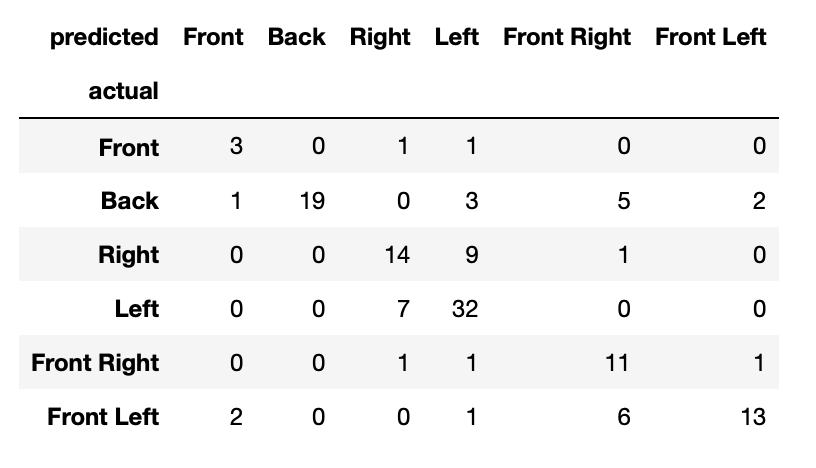 predicted Front Back Right Left Front Right Front Left
actual
Front 3 0 1 1 0 0
Back 1 19 0 3 5 2
Right 0 0 14 9 1 0
Left 0 0 7 32 0 0
Front Right 0 0 1 1 11 1
Front Left 2 0 0 1 6 13